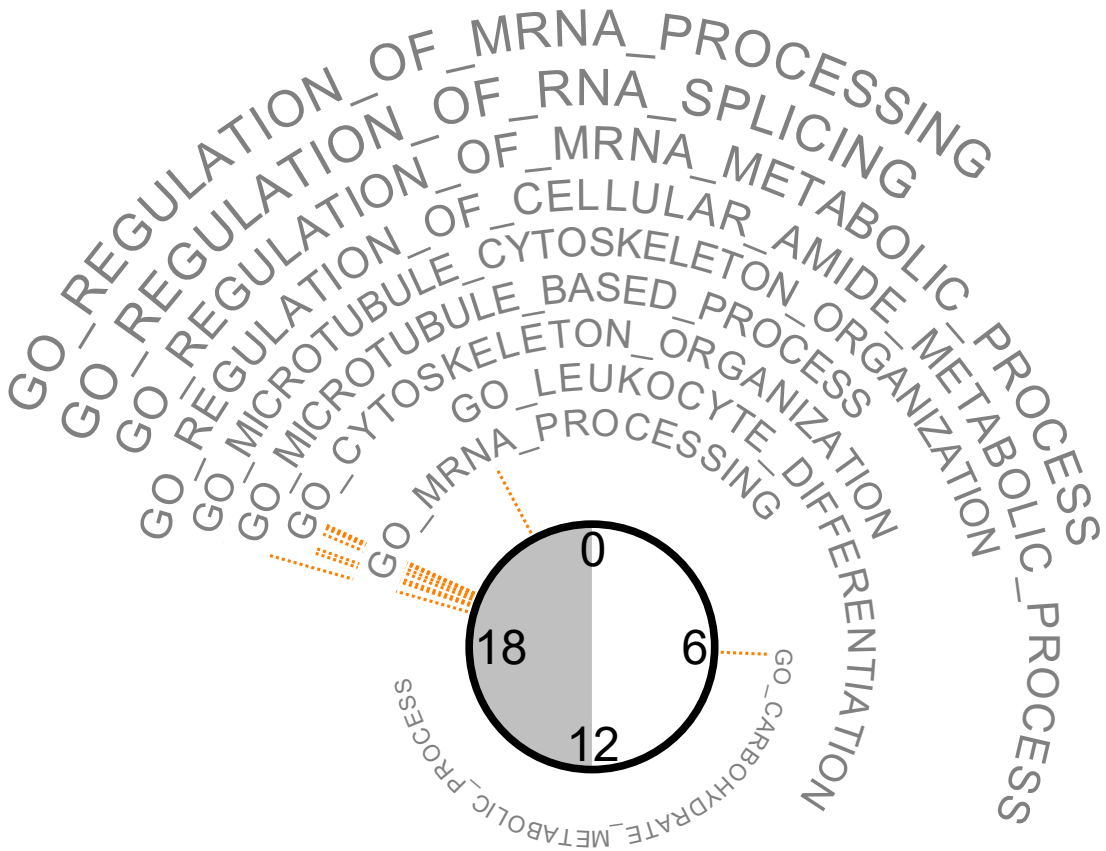 GO_REGULATION_OF_MRNA_PROCESSING
GO_REGULATION_OF_RNA_SPLICING
GO_REGULATION_OF_MRNA_METABOLIC_PROCESS
GO_REGULATION_OF_CELLULAR_AMIDE_METABOLIC_PROCESS
GO_MICROTUBULE_CYTOSKELETON_ORGANIZATION
GO_MICROTUBULE_BASED_PROCESS
GO_CYTOSKELETON_ORGANIZATION
GO_LEUKOCYTE_DIFFERENTIATION
GO_MRNA_PROCESSING
0
18
6
12
GO_CARBOHYDRATE_METABOLIC_PROCESS